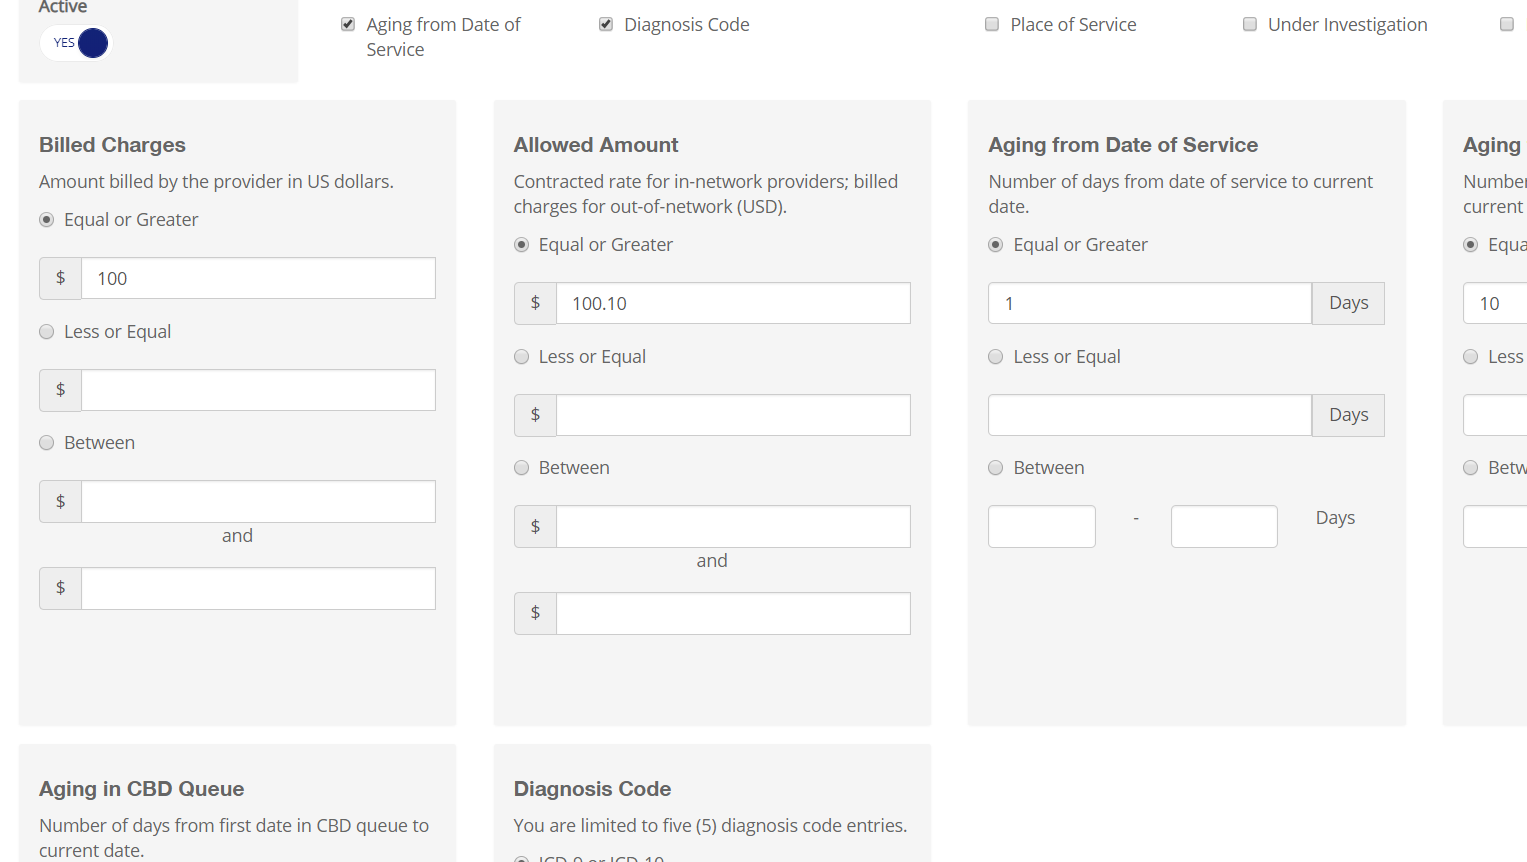 Active
YES
Aging from Date of
Service
Diagnosis Code
Place of Service
Under Investigation
Billed Charges
Amount billed by the provider in US dollars.
Equal or Greater
$ 100
Less or Equal
$
Between
$
and
$
Allowed Amount
Contracted rate for in-network providers; billed
charges for out-of-network (USD).
Equal or Greater
$ 100.10
Less or Equal
$
Between
$
and
$
Aging from Date of Service
Number of days from date of service to current
date.
Equal or Greater
1 Days
Less or Equal
Days
Between
- Days
Aging
current
10
Less
Aging in CBD Queue
Number of days from first date in CBD queue to
current date.
Diagnosis Code
You are limited to five (5) diagnosis code entries.
ICD-9 or ICD-10